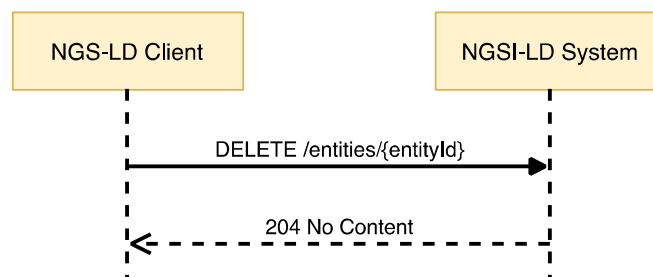 NGS-LD Client
NGSI-LD System
DELETE /entities/{entityId}
204 No Content